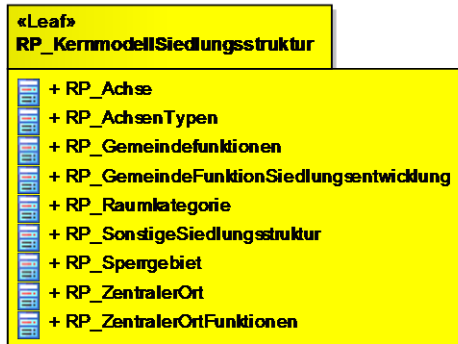 «Leaf»
RP_KernmodellSiedlungsstruktur
+ RP_Achse
+ RP_AchsenTypen
+ RP_Gemeindefunktionen
+ RP_GemeindeFunktionSiedlungsentwicklung
+ RP_Raumkategorie
+ RP_SonstigeSiedlungsstruktur
+ RP_Sperrgebiet
+ RP_ZentralerOrt
+ RP_ZentralerOrtFunktionen